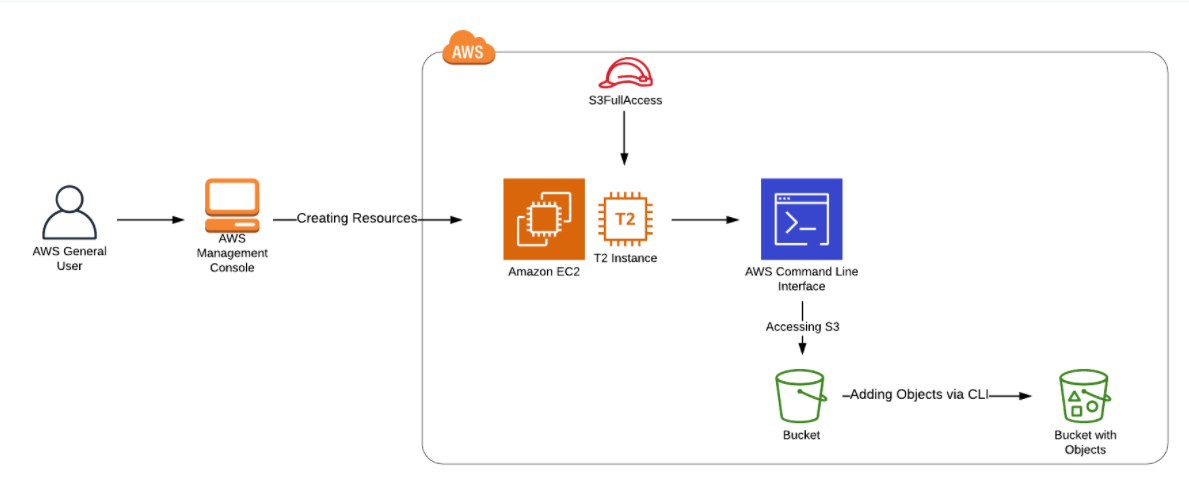 AWS
S3FullAccess
AWS General
User
AWS
Management
Console
Creating Resources
Amazon EC2
T2
T2 Instance
AWS Command Line
Interface
Accessing S3
Bucket
Adding Objects via CLI
Bucket with
Objects